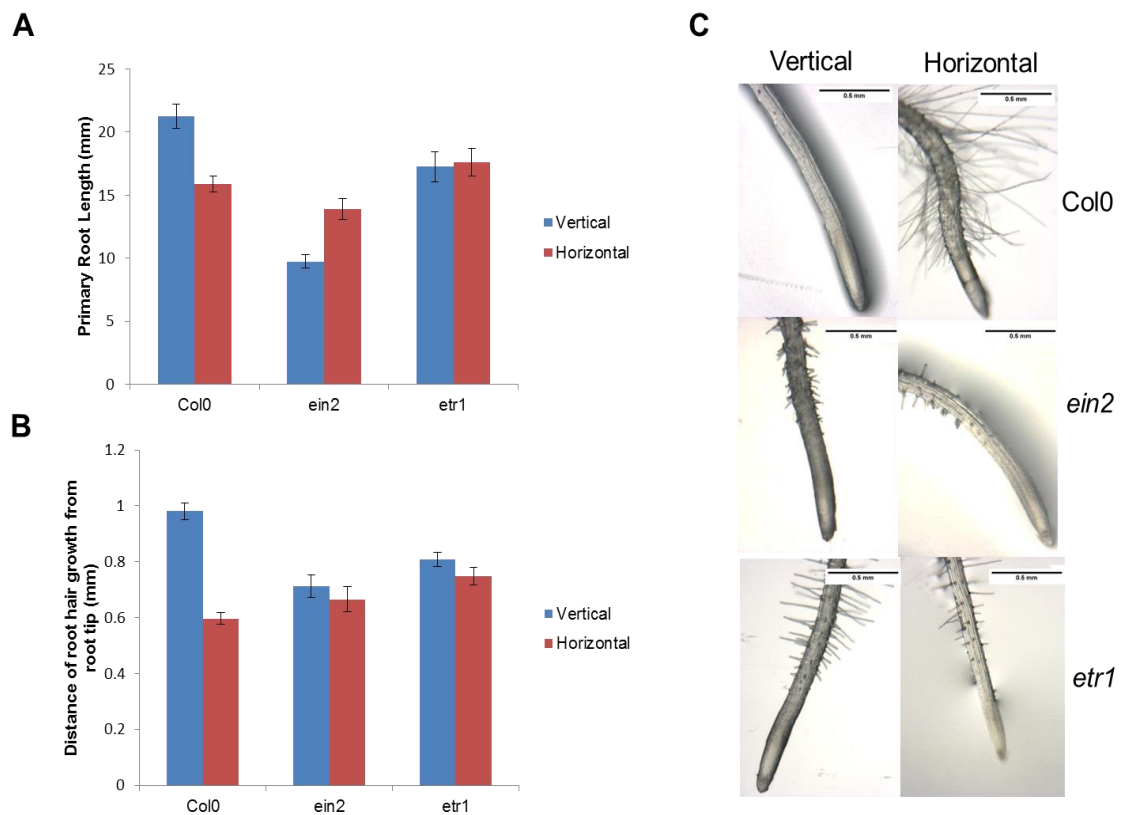 A
25
20
15
10
5
0
Primary Root Length (mm)
Col0 ein2 etr1
Vertical
Horizontal
B
1.2
1
0.8
0.6
0.4
0.2
0
Distance of root hair growth from
root tip (mm)
Col0 ein2 etr1
Vertical
Horizontal
C
Vertical Horizontal
0.5 mm 0.5 mm
Col0
0.5 mm 0.5 mm
ein2
0.5 mm 0.5 mm
etr1